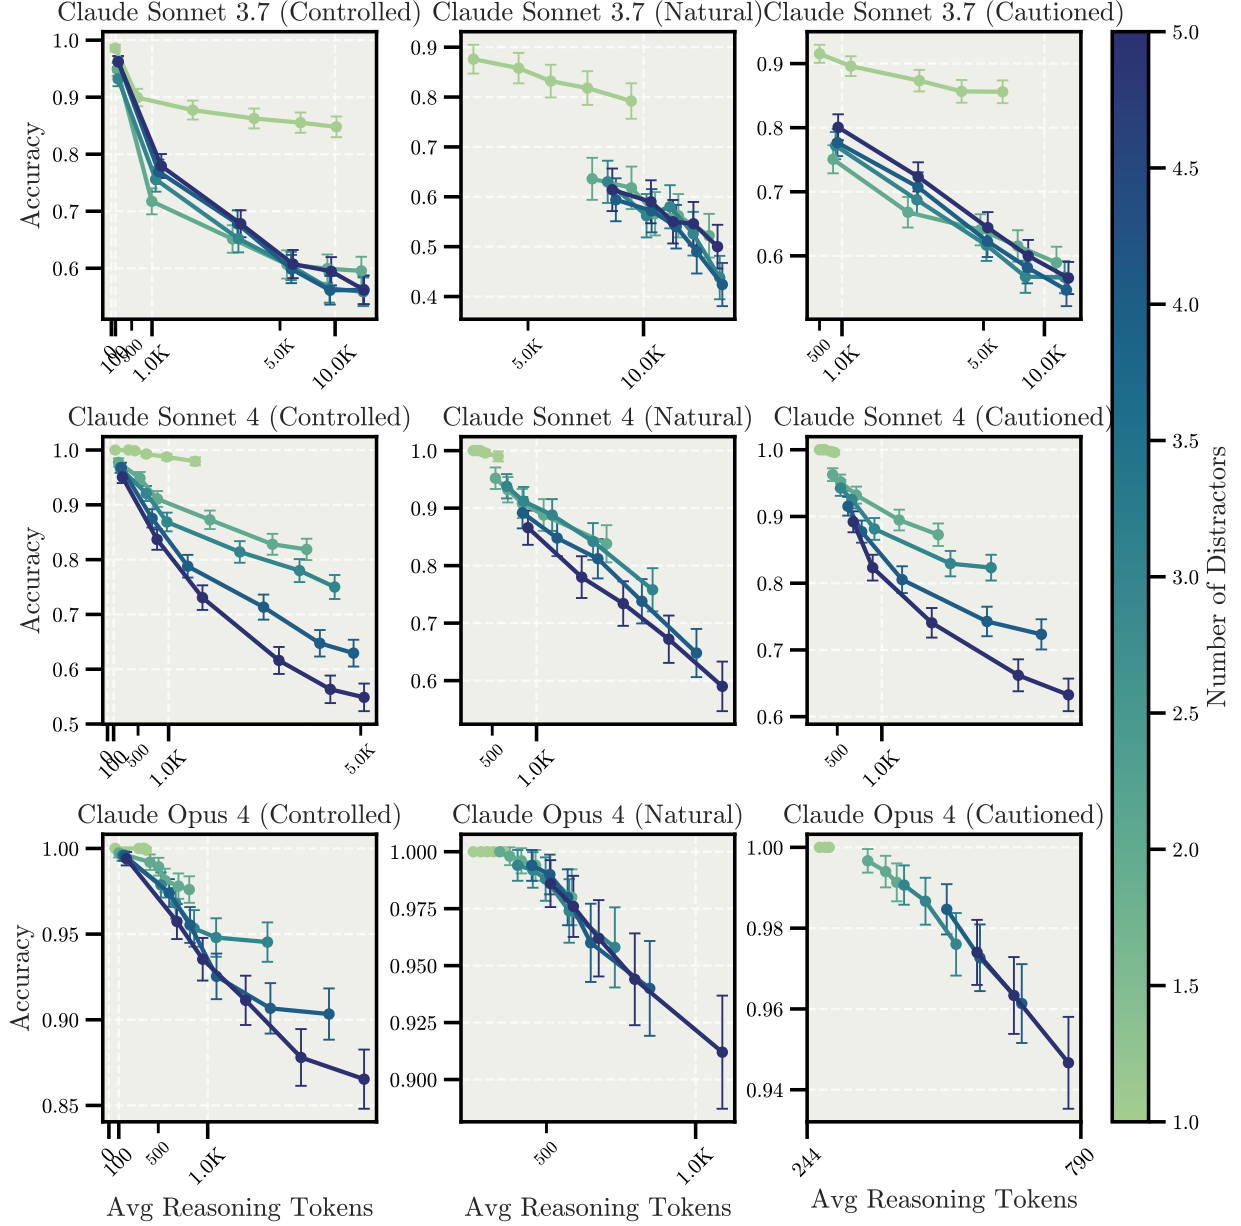 Claude Sonnet 3.7 (Controlled)
Claude Sonnet 3.7 (Natural)
Claude Sonnet 3.7 (Cautioned)
Accuracy
1.0
0.9
0.8
0.7
0.6
0
100
500
1.0K
5.0K
10.0K
0.9
0.8
0.7
0.6
0.5
0.4
5.0K
10.0K
0.9
0.8
0.7
0.6
500
1.0K
5.0K
10.0K
Claude Sonnet 4 (Controlled)
Claude Sonnet 4 (Natural)
Claude Sonnet 4 (Cautioned)
Accuracy
1.0
0.9
0.8
0.7
0.6
0.5
0
100
500
1.0K
5.0K
1.0
0.9
0.8
0.7
0.6
500
1.0K
1.0
0.9
0.8
0.7
0.6
500
1.0K
Claude Opus 4 (Controlled)
Claude Opus 4 (Natural)
Claude Opus 4 (Cautioned)
Accuracy
1.00
0.95
0.90
0.85
0
100
500
1.0K
Avg Reasoning Tokens
1.000
0.975
0.950
0.925
0.900
500
1.0K
Avg Reasoning Tokens
1.00
0.98
0.96
0.94
244
790
Avg Reasoning Tokens
5.0
4.5
4.0
3.5
3.0
2.5
2.0
1.5
1.0
Number of Distractors